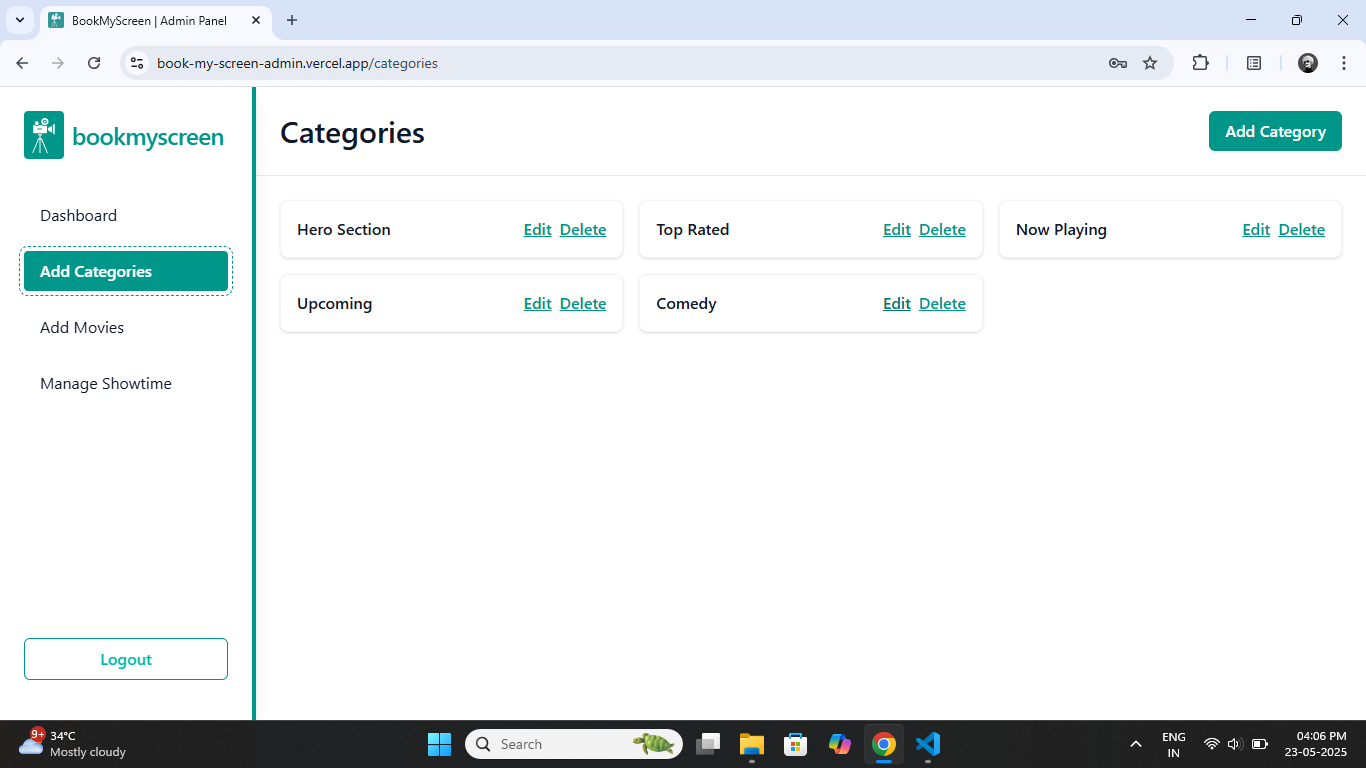 BookMyScreen | Admin Panel
book-my-screen-admin.vercel.app/categories
bookmyscreen
Categories
Add Category
Dashboard
Add Categories
Add Movies
Manage Showtime
Logout
Hero Section Edit Delete
Top Rated Edit Delete
Now Playing Edit Delete
Upcoming Edit Delete
Comedy Edit Delete
9+
34°C
Mostly cloudy
Search
ENG
IN
04:06 PM
23-05-2025